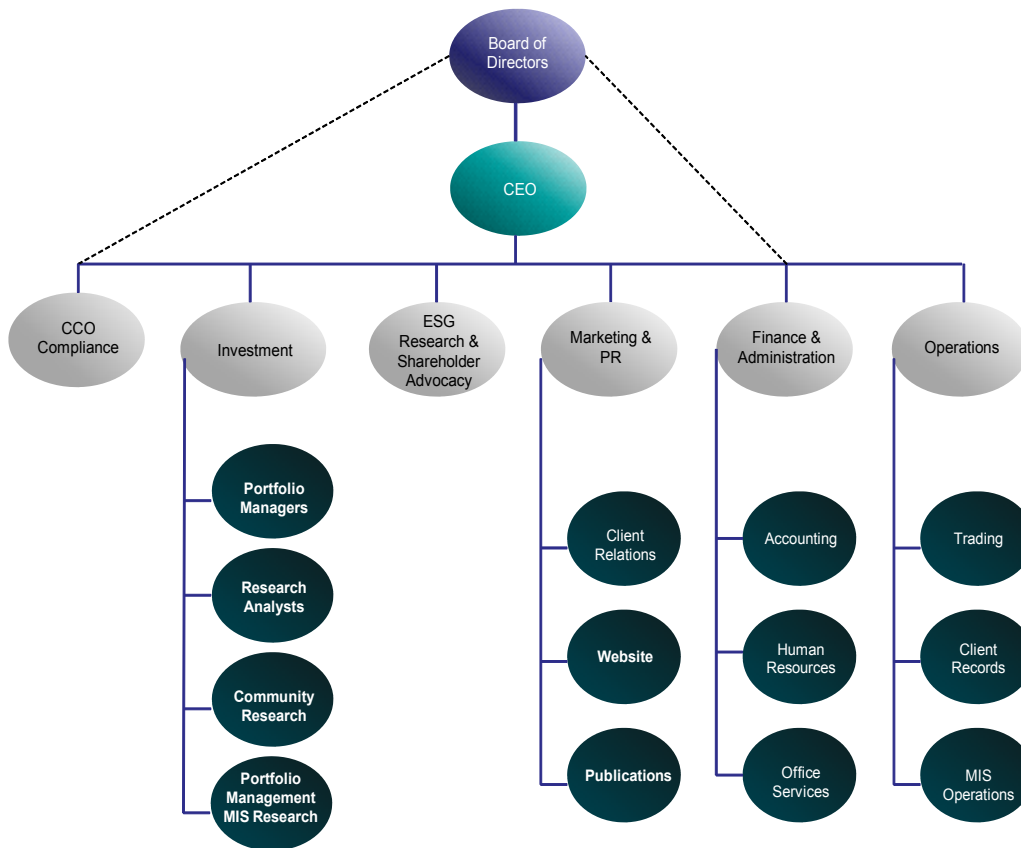 Board of
Directors
CEO
CCO
Compliance
Investment
ESG
Research &
Shareholder
Advocacy
Marketing &
PR
Finance &
Administration
Operations
Portfolio
Managers
Research
Analysts
Community
Research
Portfolio
Management
MIS Research
Client
Relations
Website
Publications
Accounting
Human
Resources
Office
Services
Trading
Client
Records
MIS
Operations